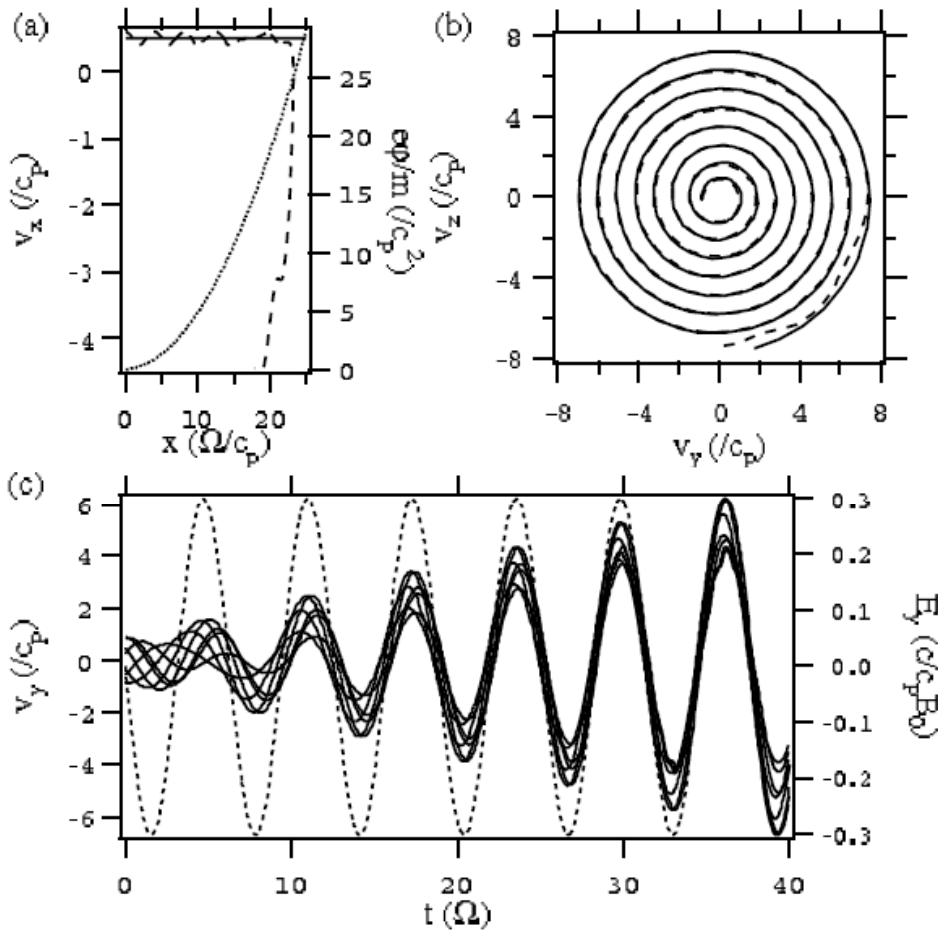 (a)
0
-1
-2
-3
-4
v_x (/c_p)
25
20
15
10
5
0
eφ/m (/c_p^2)
0 10 20
x (Ω/c_p)
(b)
8
4
0
-4
-8
v_z (/c_p)
-8 -4 0 4 8
v_y (/c_p)
(c)
6
4
2
0
-2
-4
-6
v_y (/c_p)
0.3
0.2
0.1
0.0
-0.1
-0.2
-0.3
E_y (c/c_pB_0)
0 10 20 30 40
t (Ω)